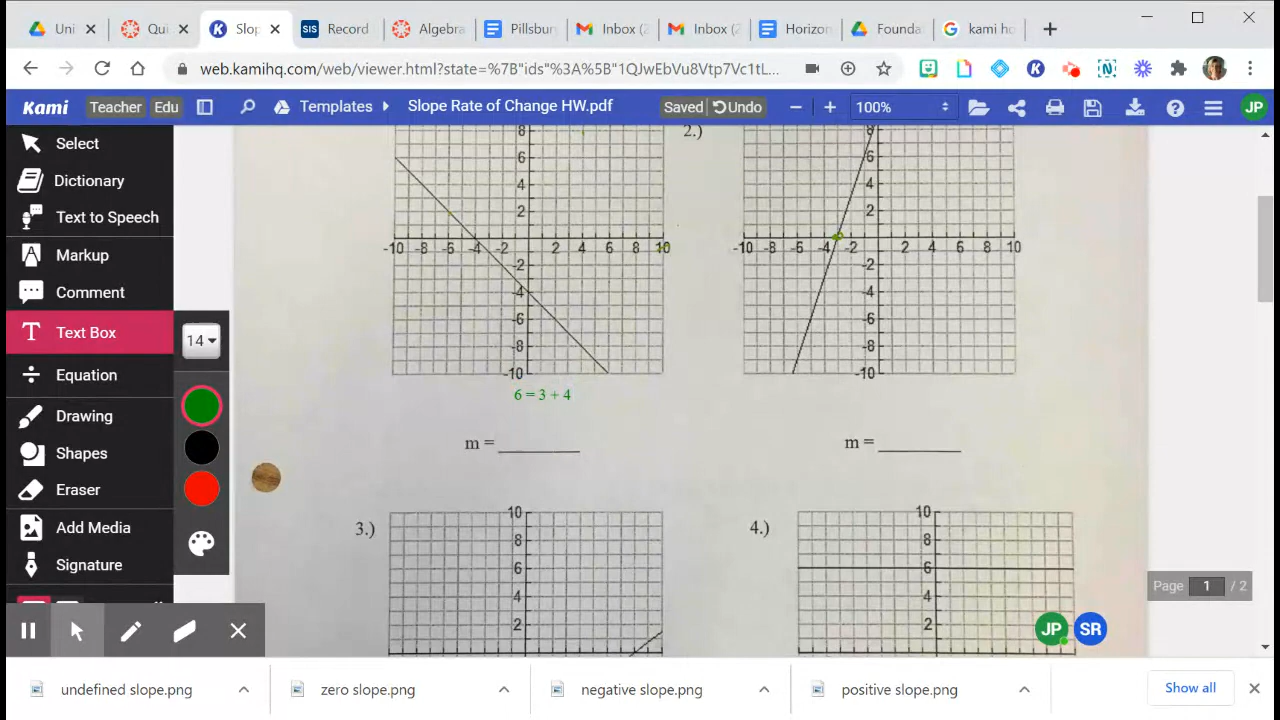 Uni
Qui
Slop
SIS
Record
Algebra
Pillsbur
Inbox (2
Inbox (2
Horizon
Founda
kami ho
web.kamihq.com/web/viewer.html?state=%7B"ids"%3A%5B"1QJwEbVu8Vtp7Vc1tL...
N
Kami
Teacher
Edu
Templates
Slope Rate of Change HW.pdf
Saved
Undo
100%
JP
Select
Dictionary
Text to Speech
Markup
Comment
Text Box
14
Equation
Drawing
Shapes
Eraser
Add Media
Signature
8
6
4
2
-10 -8 -6 -4 -2 2 4 6 8 10
-2
-4
-6
-8
-10
6 = 3 + 4
m =
2.)
8
6
4
2
-10 -8 -6 -4 -2 2 4 6 8 10
-2
-4
-6
-8
-10
m =
3.)
10
8
6
4
2
4.)
10
8
6
4
2
Page 1 / 2
JP
SR
undefined slope.png
zero slope.png
negative slope.png
positive slope.png
Show all